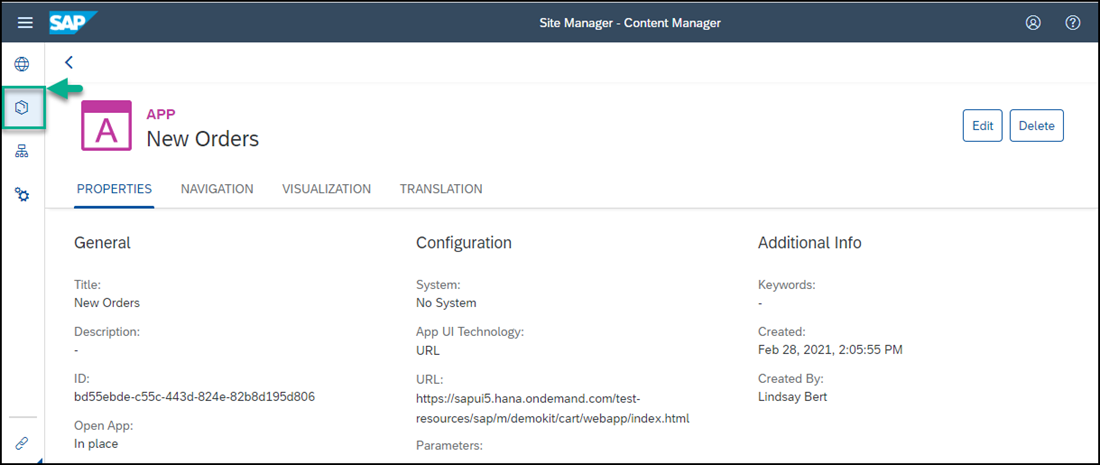 SAP
Site Manager - Content Manager
A
APP
New Orders
Edit
Delete
PROPERTIES
NAVIGATION
VISUALIZATION
TRANSLATION
General
Title:
New Orders
Description:
-
ID:
bd55ebde-c55c-443d-824e-82b8d195d806
Open App:
In place
Configuration
System:
No System
App UI Technology:
URL
URL:
https://sapui5.hana.ondemand.com/test-
resources/sap/m/demokit/cart/webapp/index.html
Parameters:
Additional Info
Keywords:
-
Created:
Feb 28, 2021, 2:05:55 PM
Created By:
Lindsay Bert